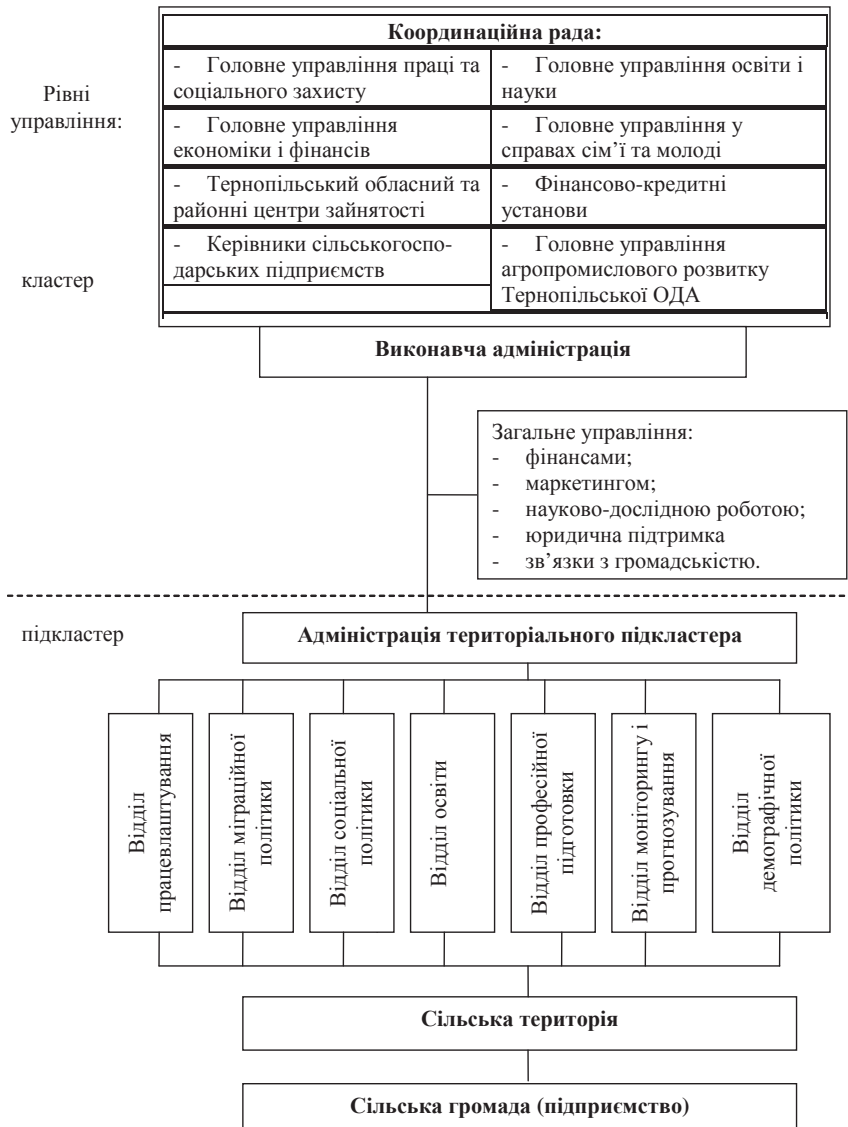 Координаційна рада:
- Головне управління праці та
соціального захисту
- Головне управління освіти і
науки
Рівні
управління:
- Головне управління
економіки і фінансів
- Головне управління у
справах сім’ї та молоді
- Тернопільський обласний та
районні центри зайнятості
- Фінансово-кредитні
установи
кластер
- Керівники сільськогоспо-
дарських підприємств
- Головне управління
агропромислового розвитку
Тернопільської ОДА
Виконавча адміністрація
Загальне управління:
- фінансами;
- маркетингом;
- науково-дослідною роботою;
- юридична підтримка
- зв’язки з громадськістю.
підкластер
Адміністрація територіального підкластера
Відділ
працевлаштування
Відділ міграційної
політики
Відділ соціальної
політики
Відділ освіти
Відділ професійної
підготовки
Відділ моніторингу і
прогнозування
Відділ
демографічної
політики
Сільська територія
Сільська громада (підприємство)